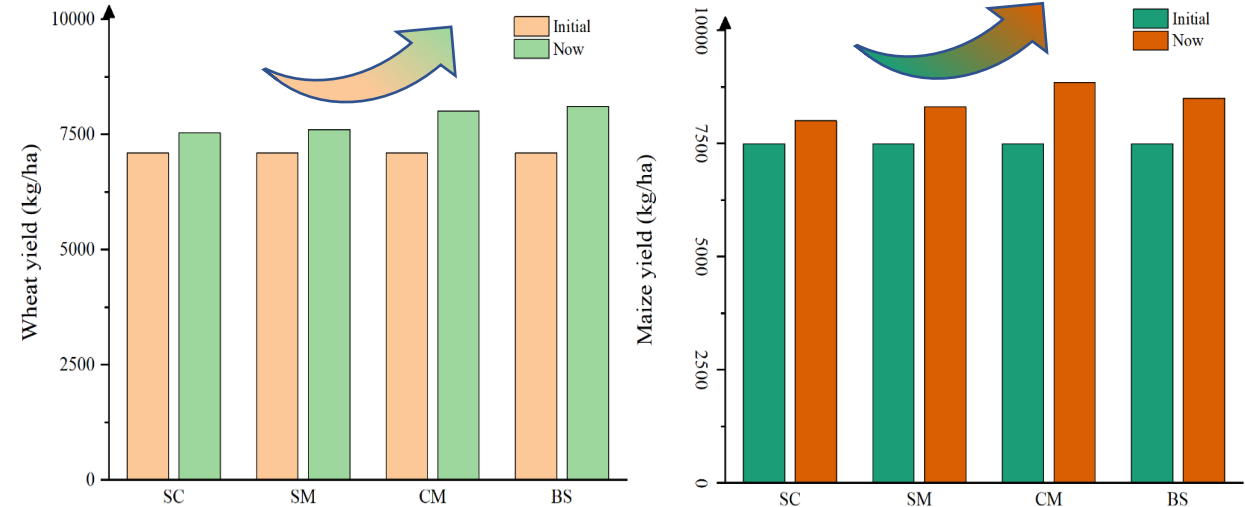 Wheat yield (kg/ha)
10000
7500
5000
2500
0
Initial
Now
SC SM CM BS
Maize yield (kg/ha)
10000
7500
5000
2500
0
Initial
Now
SC SM CM BS